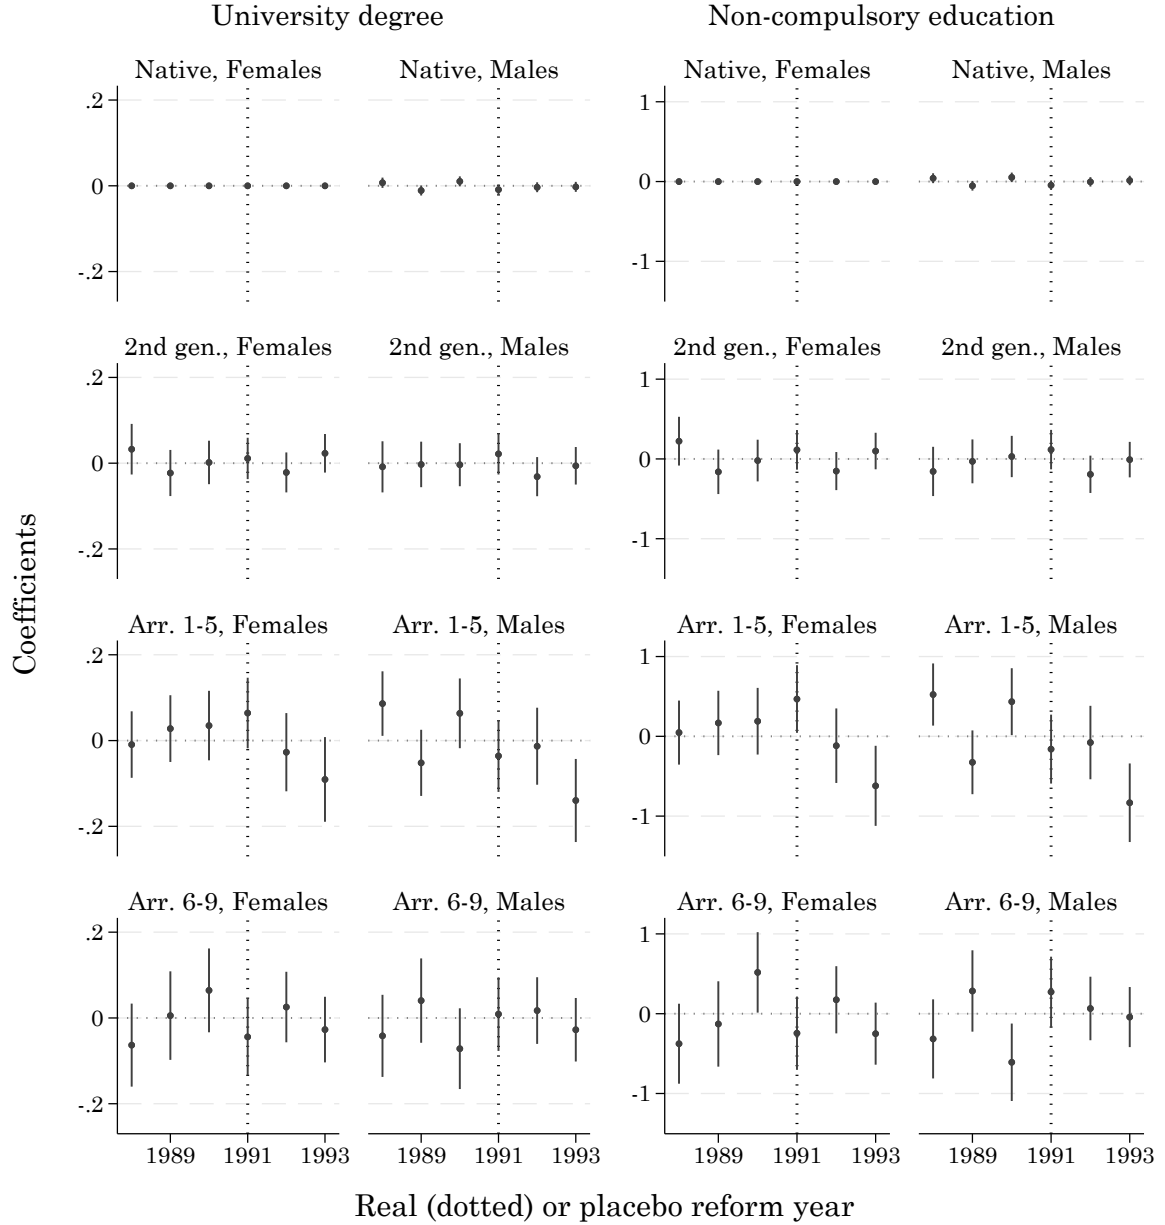 University degree
Non-compulsory education
Native, Females
Native, Males
Native, Females
Native, Males
.2
0
-.2
1
0
-1
2nd gen., Females
2nd gen., Males
2nd gen., Females
2nd gen., Males
.2
0
-.2
1
0
-1
Coefficients
Arr. 1-5, Females
Arr. 1-5, Males
Arr. 1-5, Females
Arr. 1-5, Males
.2
0
-.2
1
0
-1
Arr. 6-9, Females
Arr. 6-9, Males
Arr. 6-9, Females
Arr. 6-9, Males
.2
0
-.2
1
0
-1
1989 1991 1993
1989 1991 1993
1989 1991 1993
1989 1991 1993
Real (dotted) or placebo reform year